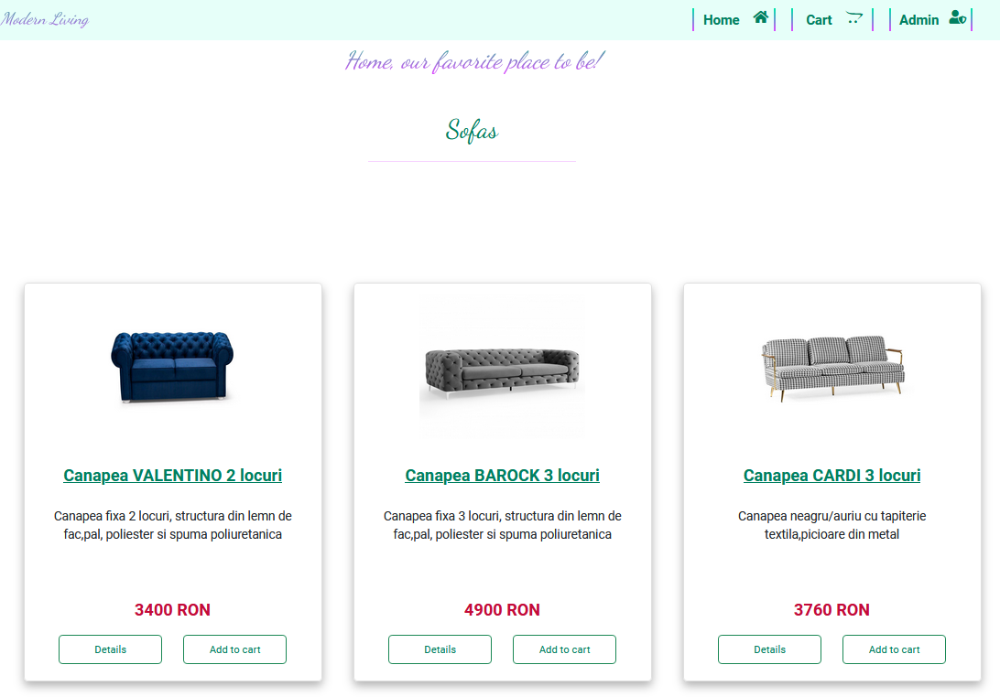 Modern Living
Home
Cart
Admin
Home, our favorite place to be!
Sofas
Canapea VALENTINO 2 locuri
Canapea fixa 2 locuri, structura din lemn de
fac,pal, poliester si spuma poliuretanica
3400 RON
Details
Add to cart
Canapea BAROCK 3 locuri
Canapea fixa 3 locuri, structura din lemn de
fac,pal, poliester si spuma poliuretanica
4900 RON
Details
Add to cart
Canapea CARDI 3 locuri
Canapea neagru/auriu cu tapiterie
textila,picioare din metal
3760 RON
Details
Add to cart